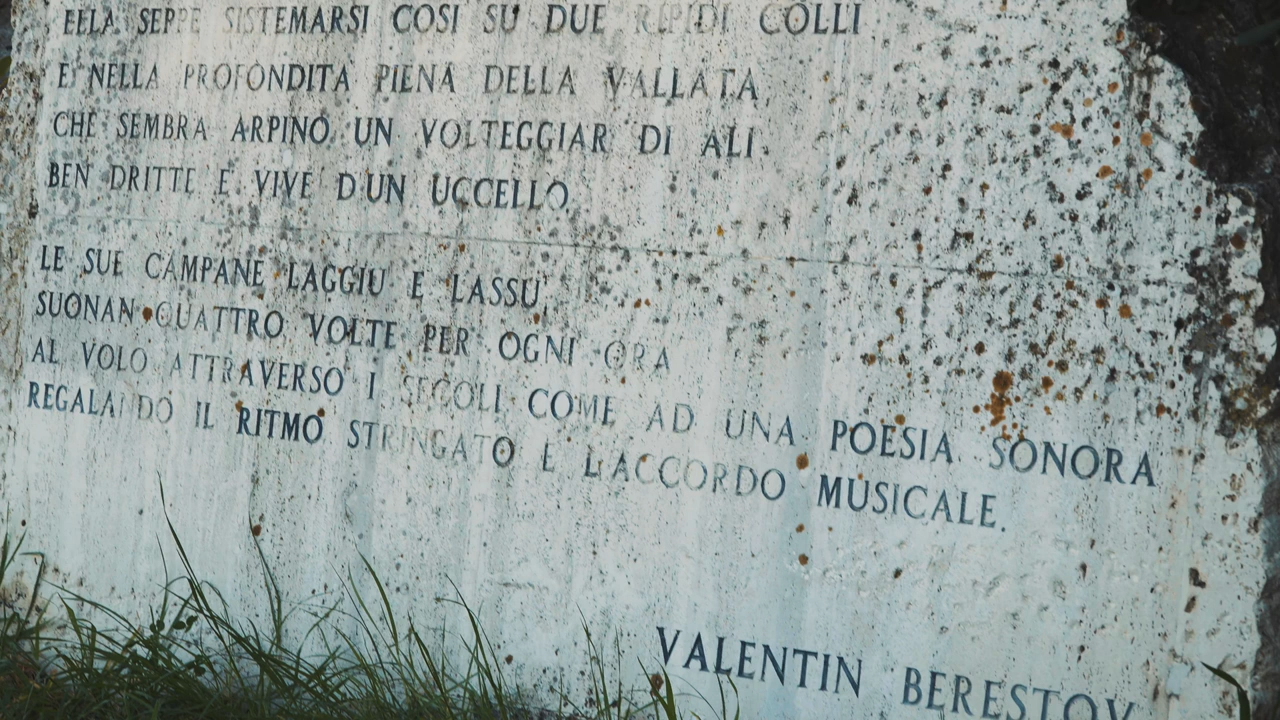 ELLA SEPPE SISTEMARSI COSI SU DUE RIPIDI COLLI
E NELLA PROFONDITA PIENA DELLA VALLATA,
CHE SEMBRA ARPINO UN VOLTEGGIAR DI ALI
BEN DRITTE E VIVE D'UN UCCELLO.
LE SUE CAMPANE LAGGIU E LASSU',
SUONAN QUATTRO VOLTE PER OGNI ORA
AL VOLO ATTRAVERSO I SECOLI COME AD UNA POESIA SONORA
REGALANDO IL RITMO STRINGATO E L'ACCORDO MUSICALE.
VALENTIN BERESTOV